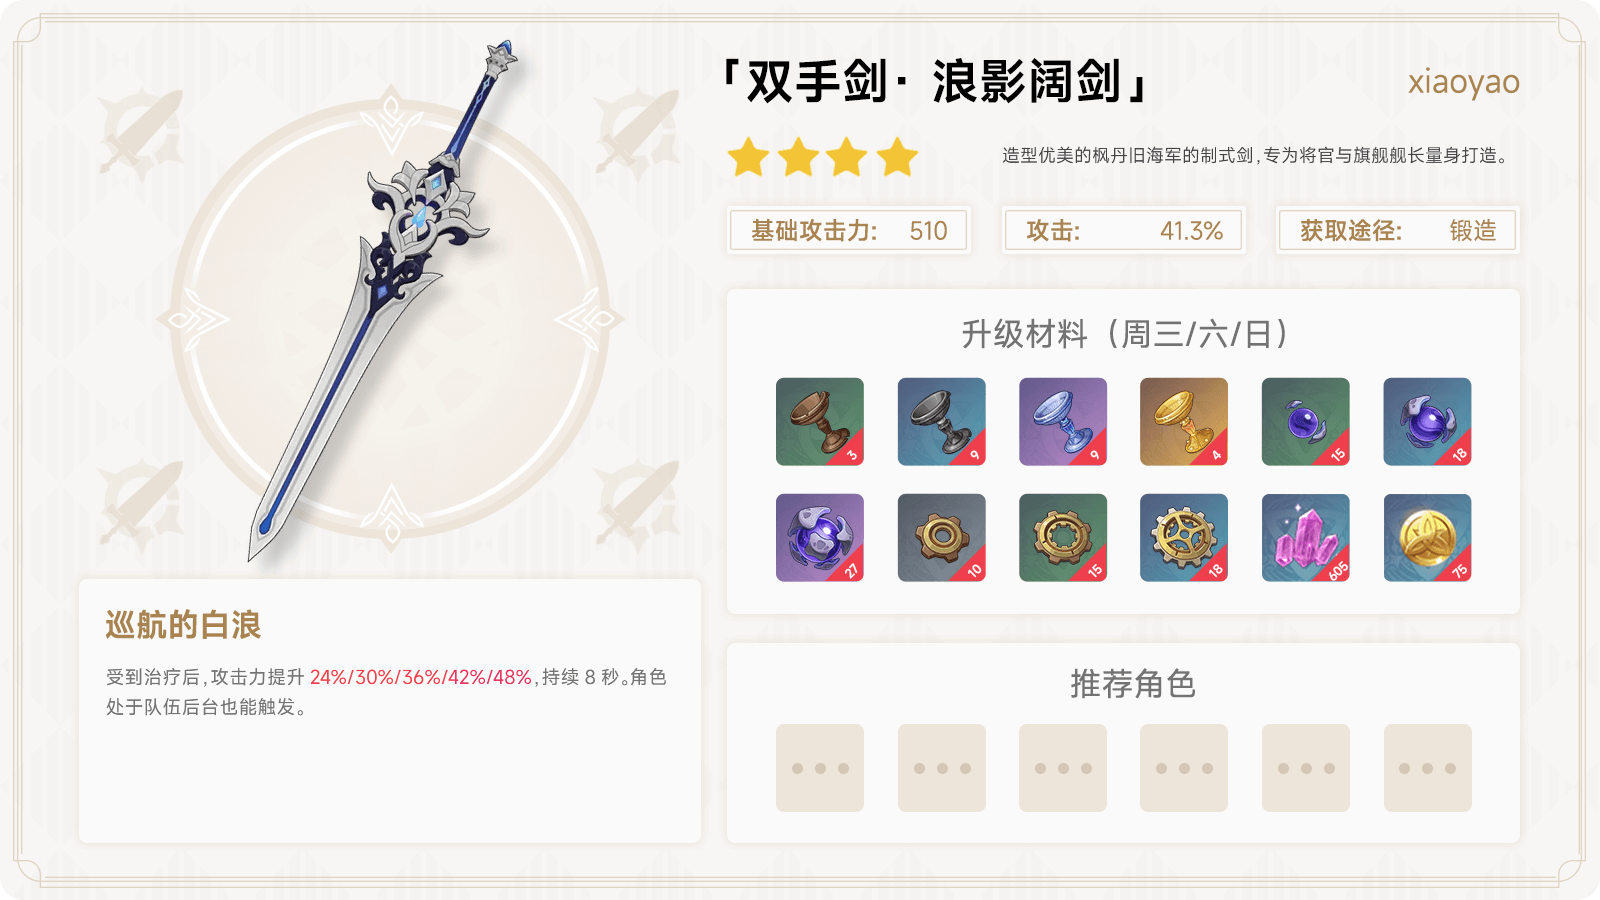 「双手剑· 浪影阔剑」
xiaoyao
造型优美的枫丹旧海军的制式剑,专为将官与旗舰舰长量身打造。
基础攻击力: 510
攻击: 41.3%
获取途径: 锻造
升级材料（周三/六/日）
3 9 9 4 15 18
27 10 15 18 605 75
巡航的白浪
受到治疗后,攻击力提升 24%/30%/36%/42%/48%,持续 8 秒。角色
处于队伍后台也能触发。
推荐角色